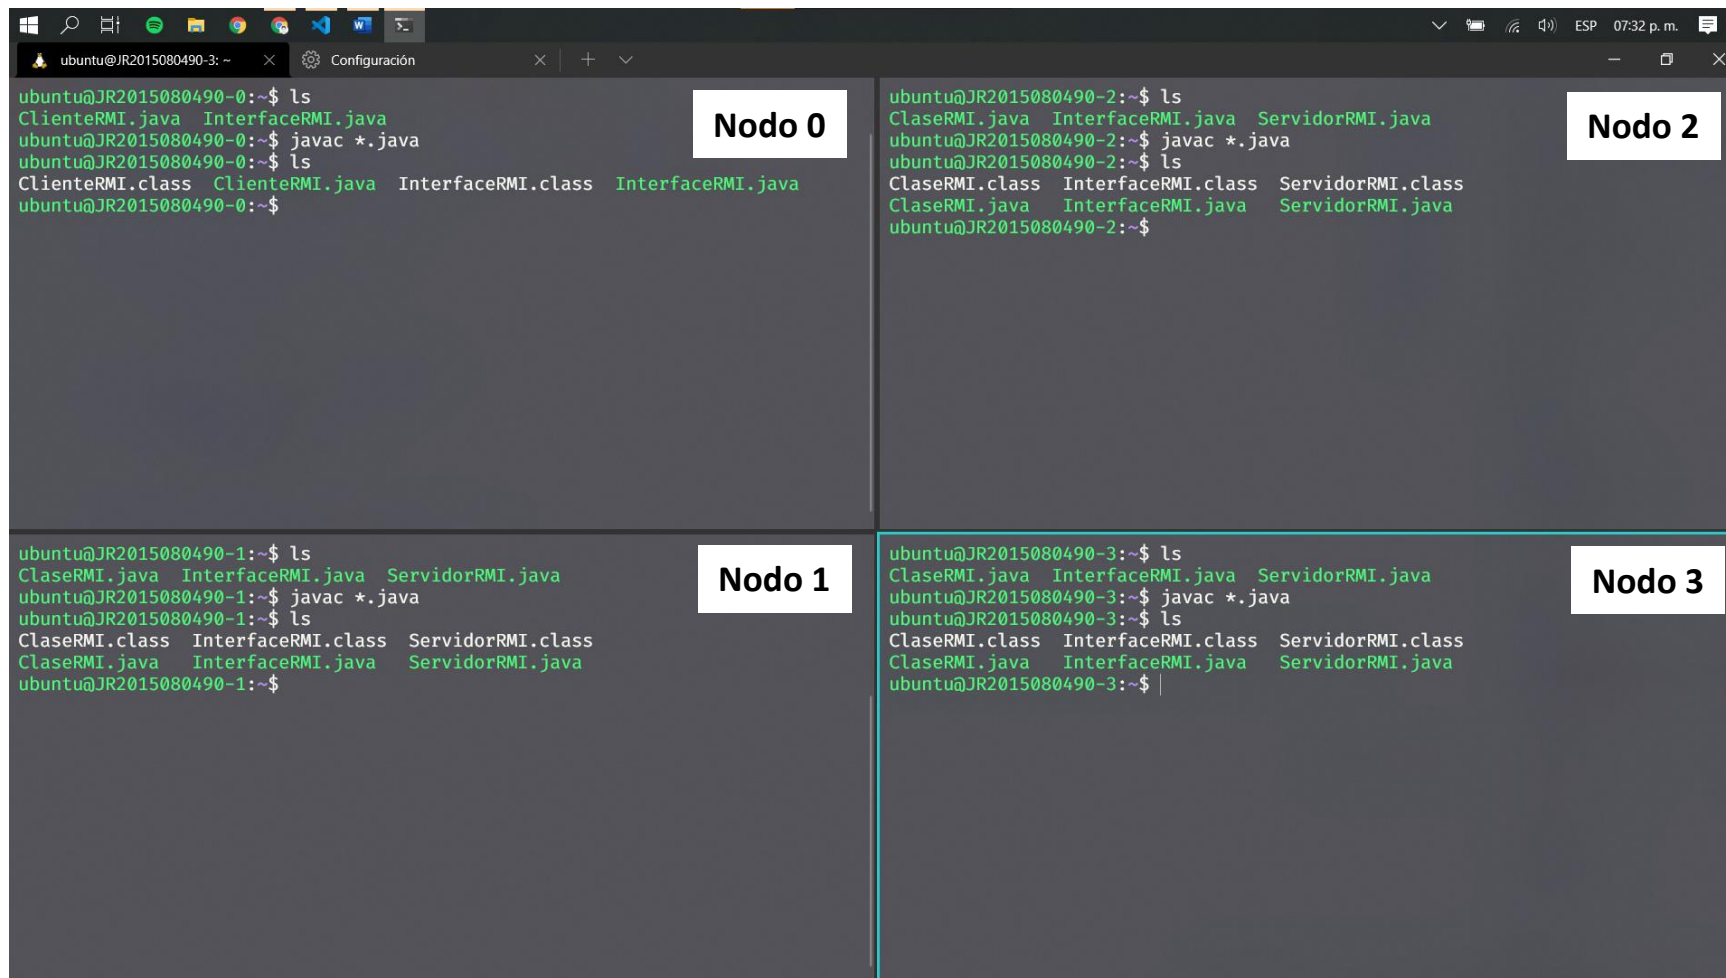 ESP 07:32 p. m.
ubuntu@JR2015080490-3: ~ Configuración
ubuntu@JR2015080490-0:~$ ls
ClienteRMI.java InterfaceRMI.java
ubuntu@JR2015080490-0:~$ javac *.java
ubuntu@JR2015080490-0:~$ ls
ClienteRMI.class ClienteRMI.java InterfaceRMI.class InterfaceRMI.java
ubuntu@JR2015080490-0:~$
Nodo 0
ubuntu@JR2015080490-2:~$ ls
ClaseRMI.java InterfaceRMI.java ServidorRMI.java
ubuntu@JR2015080490-2:~$ javac *.java
ubuntu@JR2015080490-2:~$ ls
ClaseRMI.class InterfaceRMI.class ServidorRMI.class
ClaseRMI.java InterfaceRMI.java ServidorRMI.java
ubuntu@JR2015080490-2:~$
Nodo 2
ubuntu@JR2015080490-1:~$ ls
ClaseRMI.java InterfaceRMI.java ServidorRMI.java
ubuntu@JR2015080490-1:~$ javac *.java
ubuntu@JR2015080490-1:~$ ls
ClaseRMI.class InterfaceRMI.class ServidorRMI.class
ClaseRMI.java InterfaceRMI.java ServidorRMI.java
ubuntu@JR2015080490-1:~$
Nodo 1
ubuntu@JR2015080490-3:~$ ls
ClaseRMI.java InterfaceRMI.java ServidorRMI.java
ubuntu@JR2015080490-3:~$ javac *.java
ubuntu@JR2015080490-3:~$ ls
ClaseRMI.class InterfaceRMI.class ServidorRMI.class
ClaseRMI.java InterfaceRMI.java ServidorRMI.java
ubuntu@JR2015080490-3:~$
Nodo 3